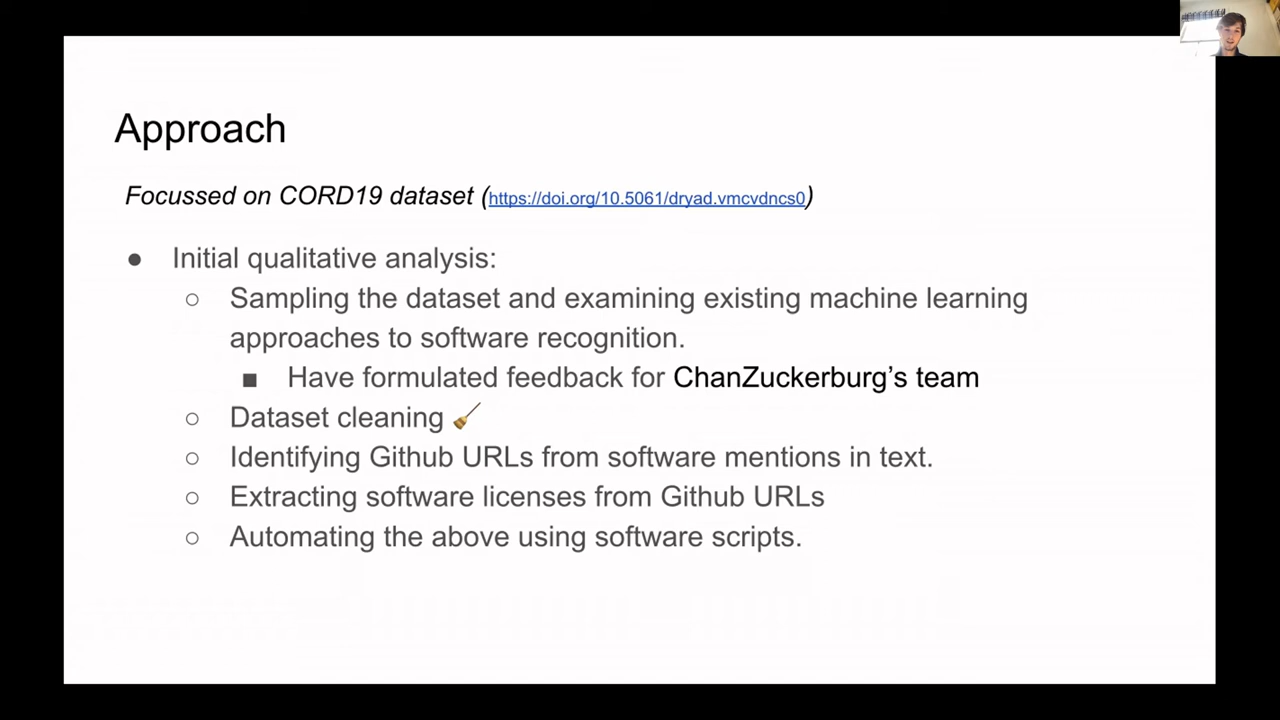 Approach
Focussed on CORD19 dataset (https://doi.org/10.5061/dryad.vmcvdncs0)
● Initial qualitative analysis:
○ Sampling the dataset and examining existing machine learning
approaches to software recognition.
■ Have formulated feedback for ChanZuckerburg’s team
○ Dataset cleaning 🧹
○ Identifying Github URLs from software mentions in text.
○ Extracting software licenses from Github URLs
○ Automating the above using software scripts.